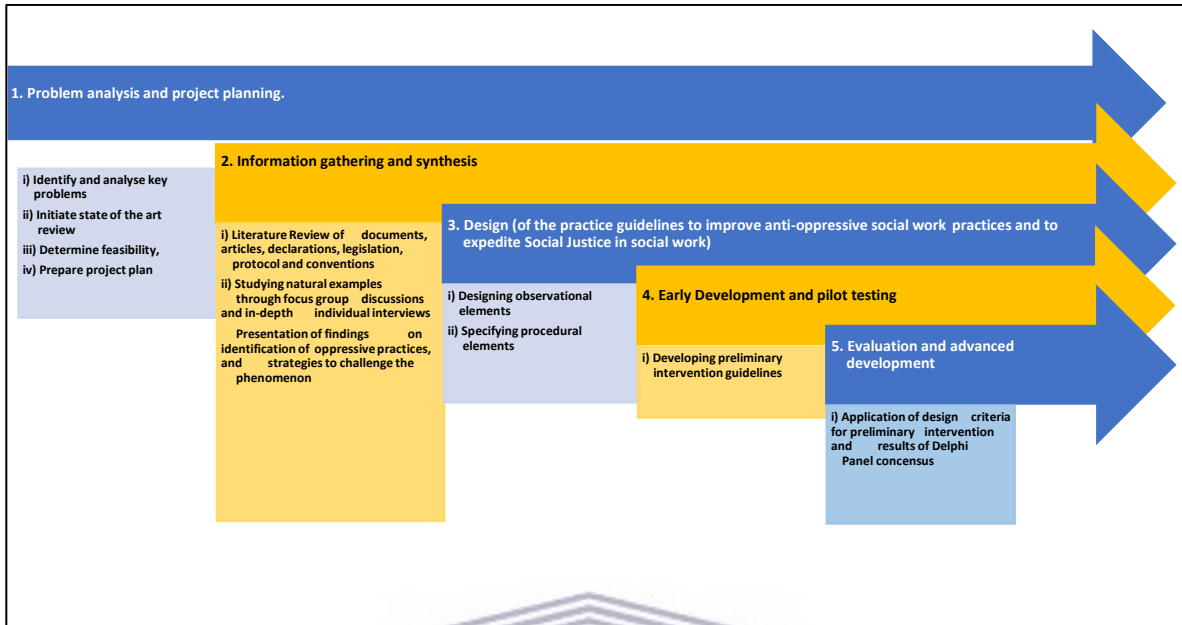 1. Problem analysis and project planning.
i) Identify and analyse key
problems
ii) Initiate state of the art
review
iii) Determine feasibility,
iv) Prepare project plan
2. Information gathering and synthesis
i) Literature Review of documents,
articles, declarations, legislation,
protocol and conventions
ii) Studying natural examples
through focus group discussions
and in-depth individual interviews
Presentation of findings on
identification of oppressive practices,
and strategies to challenge the
phenomenon
3. Design (of the practice guidelines to improve anti-oppressive social work practices and to
expedite Social Justice in social work)
i) Designing observational
elements
ii) Specifying procedural
elements
4. Early Development and pilot testing
i) Developing preliminary
intervention guidelines
5. Evaluation and advanced
development
i) Application of design criteria
for preliminary intervention
and results of Delphi
Panel concensus